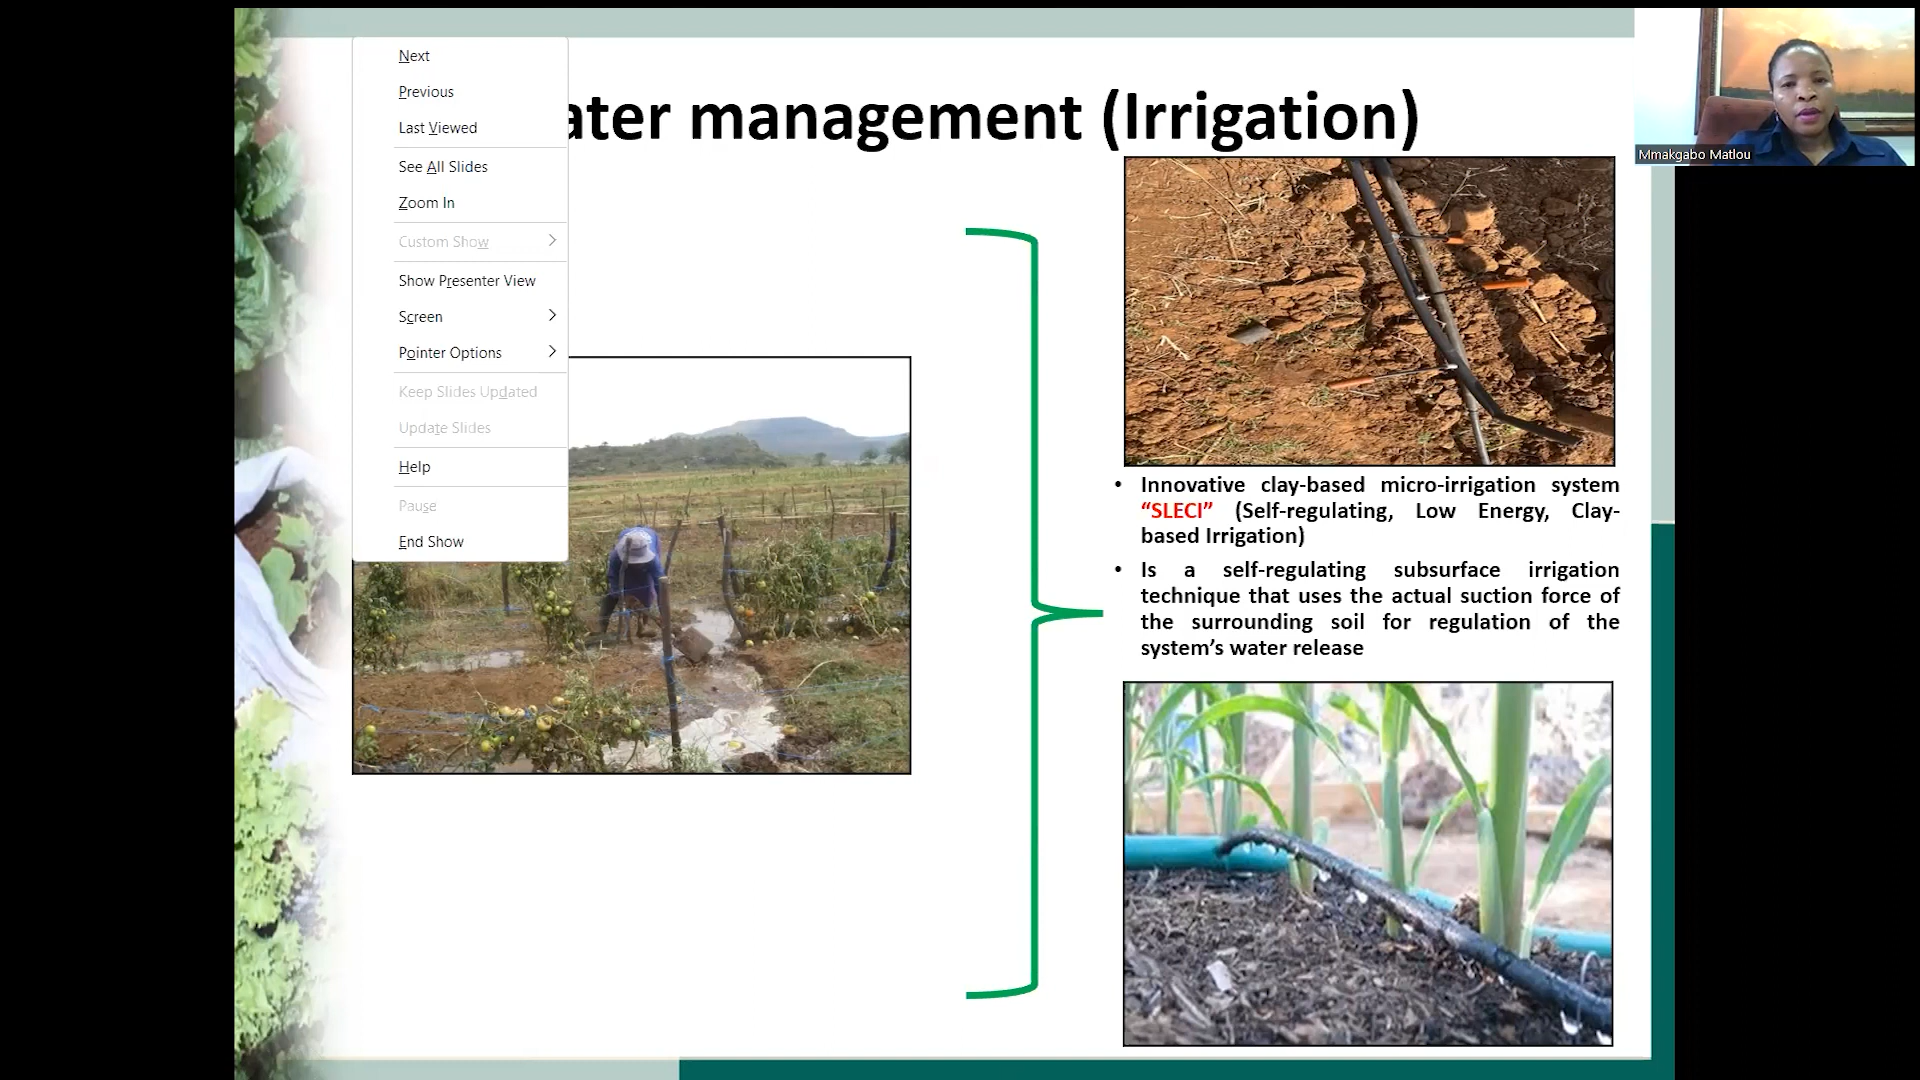 Next
Previous
Last Viewed
See All Slides
Zoom In
Custom Show
Show Presenter View
Screen
Pointer Options
Keep Slides Updated
Update Slides
Help
Pause
End Show
ater management (Irrigation)
Mmakgabo Matlou
• Innovative clay-based micro-irrigation system
“SLECI” (Self-regulating, Low Energy, Clay-
based Irrigation)
• Is a self-regulating subsurface irrigation
technique that uses the actual suction force of
the surrounding soil for regulation of the
system’s water release